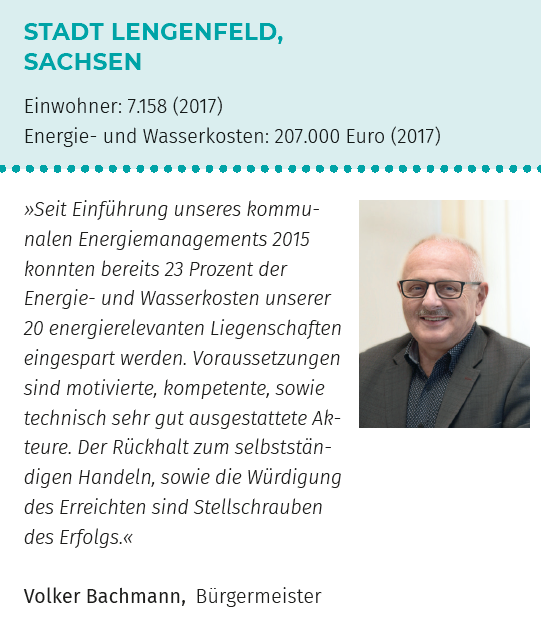 STADT LENGENFELD,
SACHSEN
Einwohner: 7.158 (2017)
Energie- und Wasserkosten: 207.000 Euro (2017)
»Seit Einführung unseres kommu-
nalen Energiemanagements 2015
konnten bereits 23 Prozent der
Energie- und Wasserkosten unserer
20 energierelevanten Liegenschaften
eingespart werden. Voraussetzungen
sind motivierte, kompetente, sowie
technisch sehr gut ausgestattete Ak-
teure. Der Rückhalt zum selbststän-
digen Handeln, sowie die Würdigung
des Erreichten sind Stellschrauben
des Erfolgs.«
Volker Bachmann, Bürgermeister